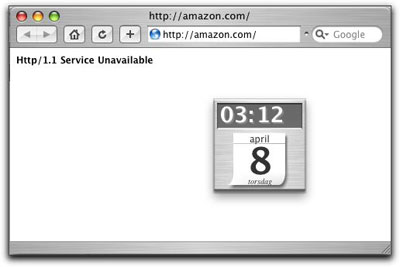 http://amazon.com/
http://amazon.com/
Google
Http/1.1 Service Unavailable
03:12
april
8
torsdag